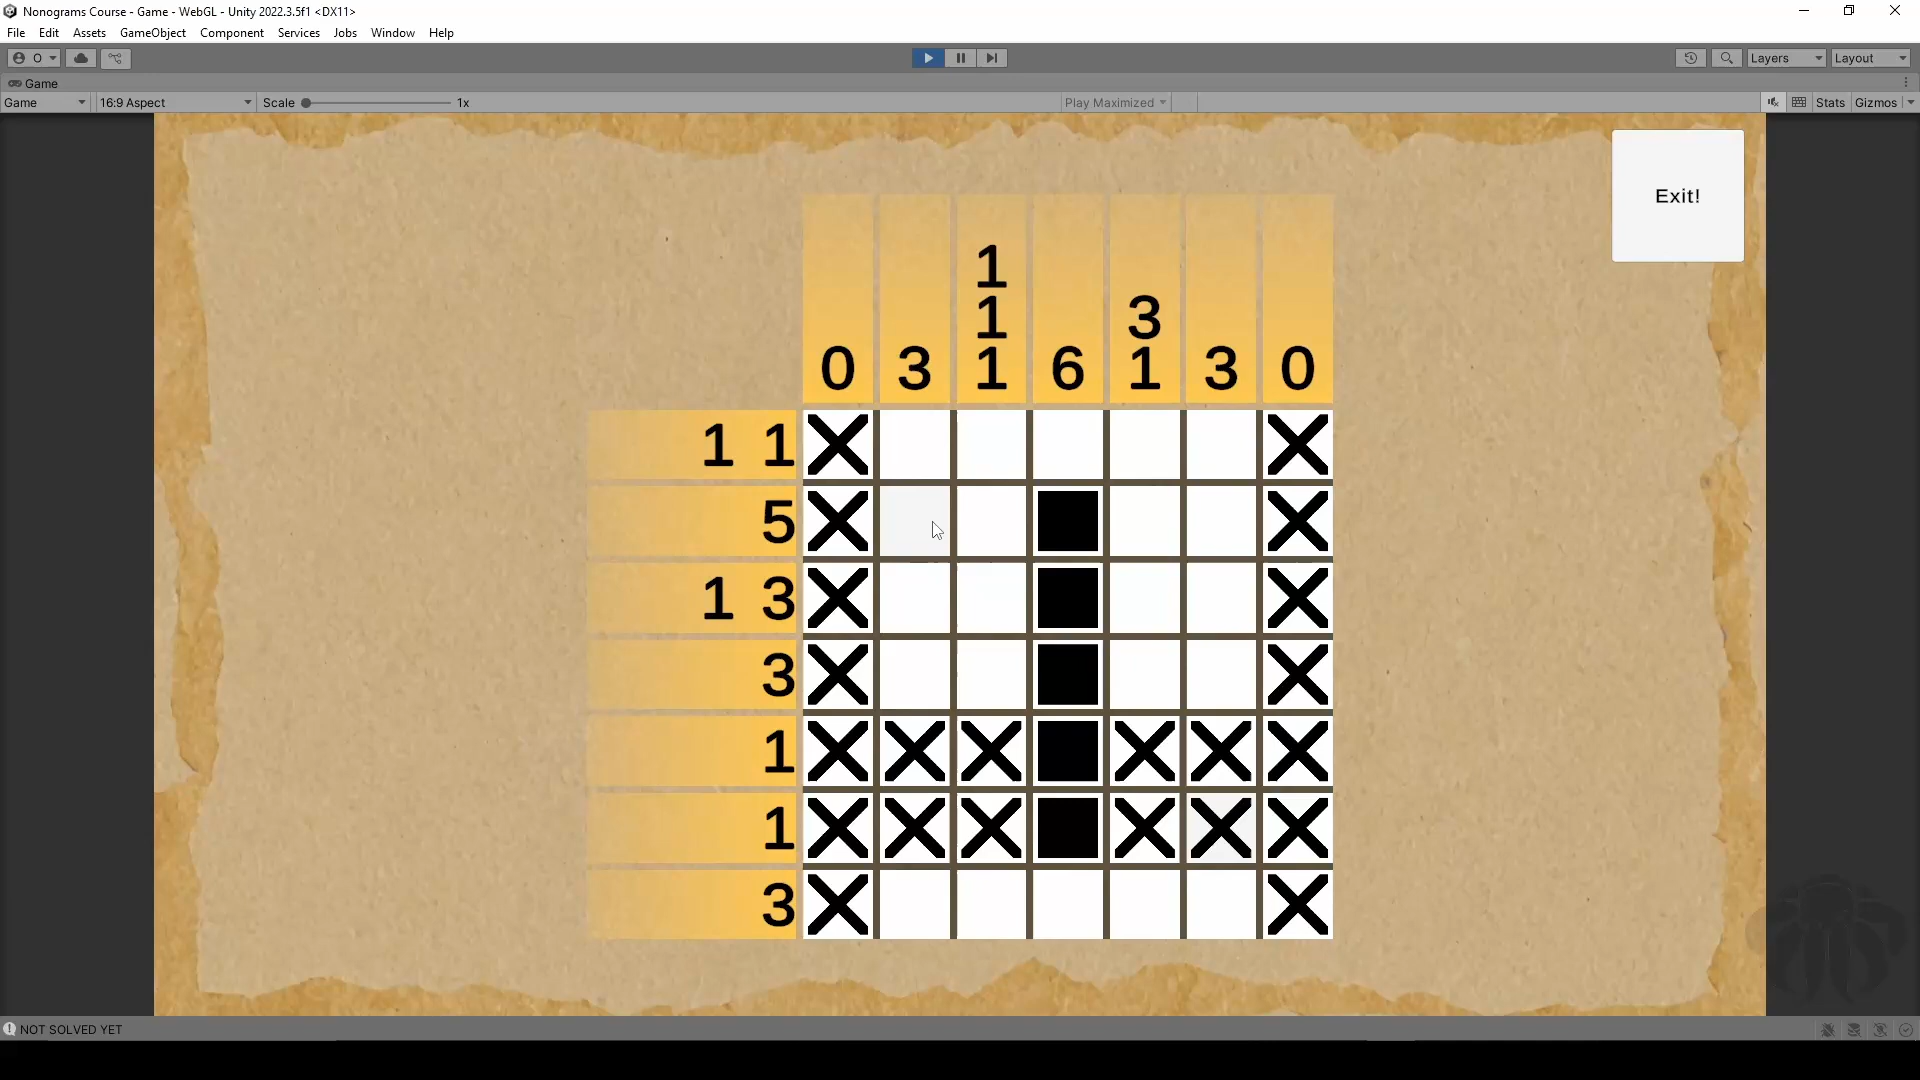 Nonograms Course - Game - WebGL - Unity 2022.3.5f1 <DX11>
File Edit Assets GameObject Component Services Jobs Window Help
O Layers Layout
Game
Game 16:9 Aspect Scale 1x Play Maximized Stats Gizmos
Exit!
1
1 3
0 3 1 6 1 3 0
1 1
5
1 3
3
1
1
3
NOT SOLVED YET